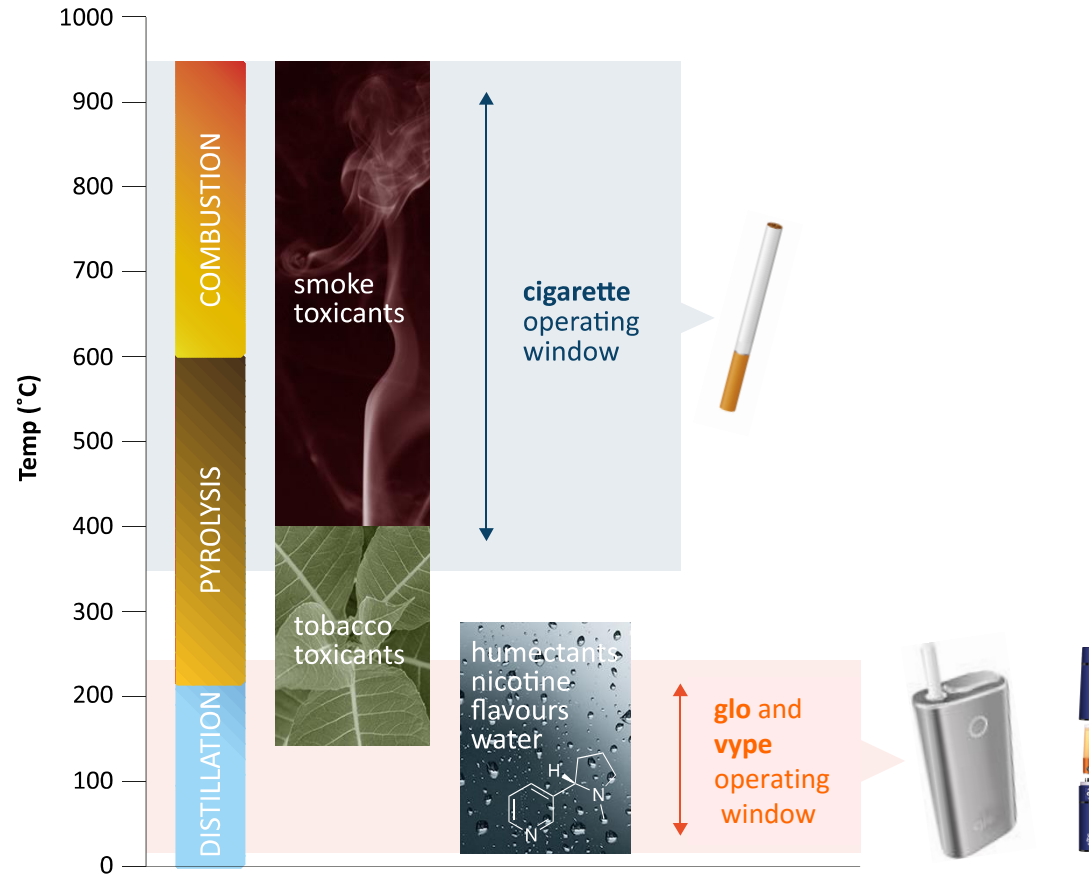 1000
900
800
700
600
500
400
300
200
100
0
Temp (˚C)
COMBUSTION
PYROLYSIS
DISTILLATION
smoke
toxicants
tobacco
toxicants
humectants
nicotine
flavours
water
H
N
N
cigarette
operating
window
glo and
vype
operating
window